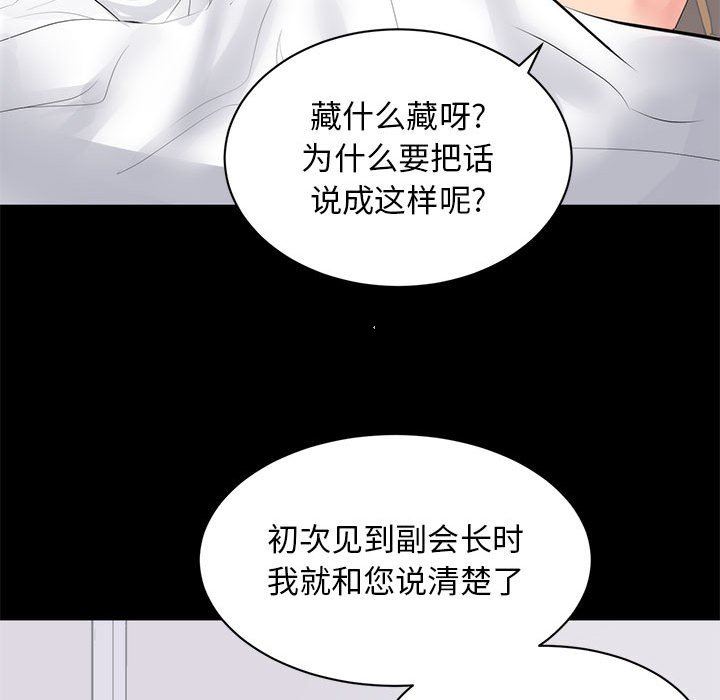 藏什么藏呀?
为什么要把话
说成这样呢?
初次见到副会长时
我就和您说清楚了